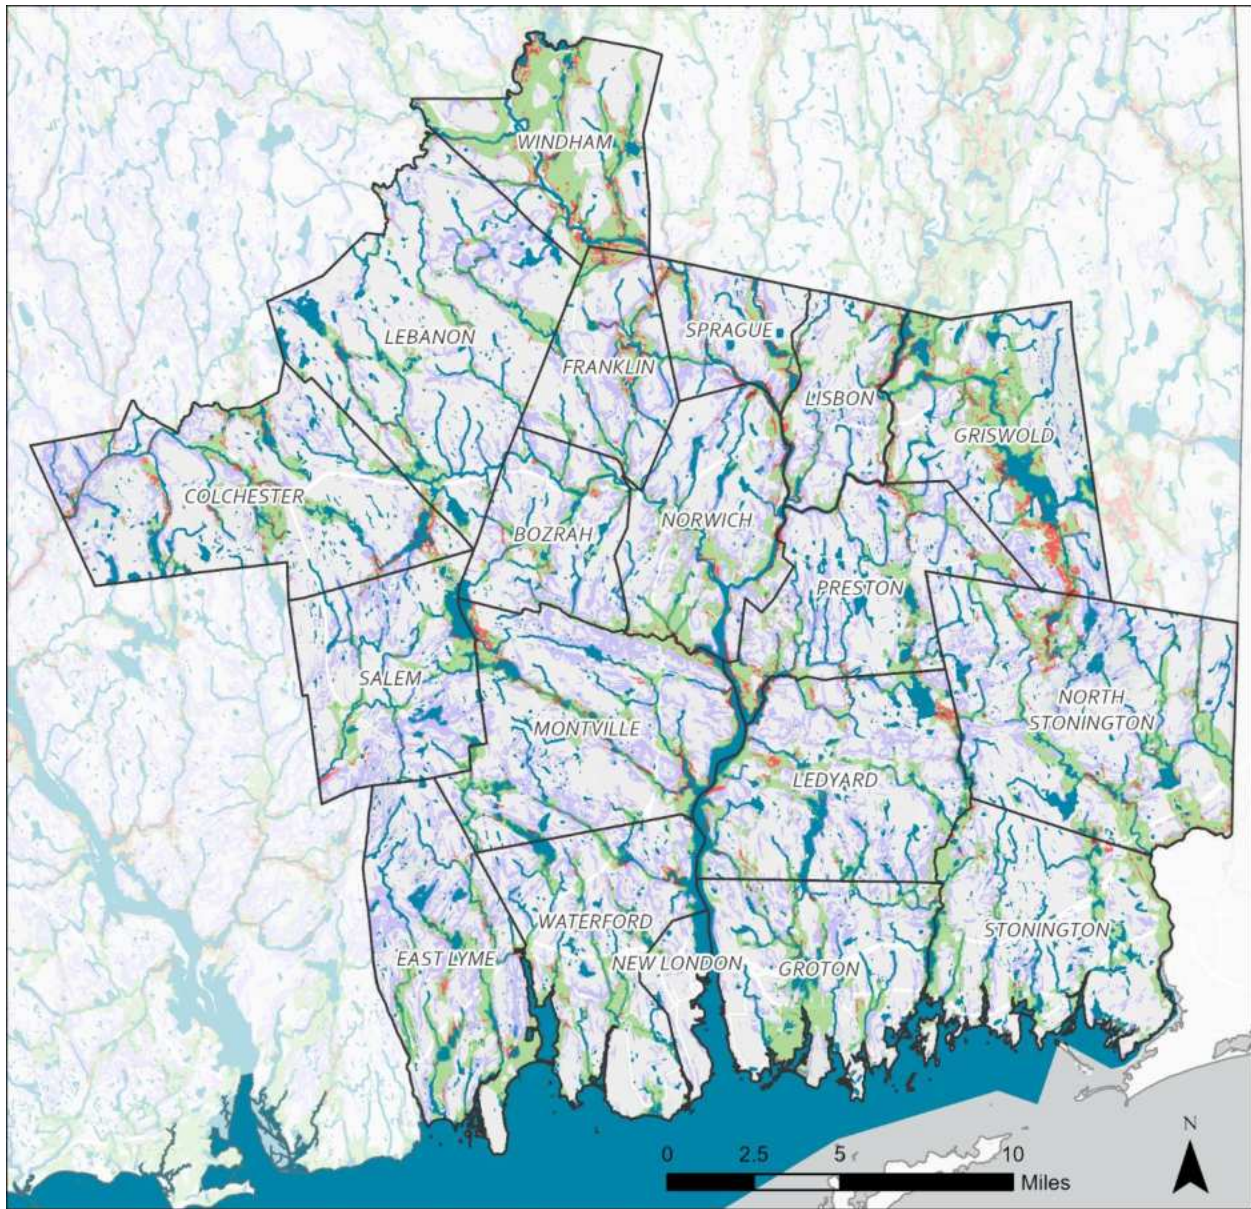 WINDHAM
LEBANON
SPRAGUE
FRANKLIN
LISBON
GRISWOLD
COLCHESTER
BOZRAH
NORWICH
PRESTON
SALEM
NORTH
STONINGTON
MONTVILLE
LEDYARD
WATERFORD
STONINGTON
EAST LYME
NEW LONDON
GROTON
N
0 2.5 5 10
Miles